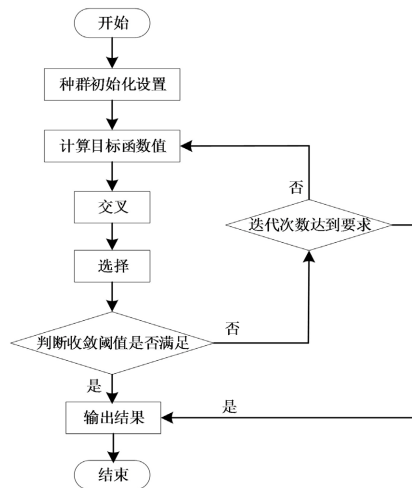 开始
种群初始化设置
计算目标函数值
否
交叉
迭代次数达到要求
选择
否
判断收敛阈值是否满足
是
是
输出结果
结束